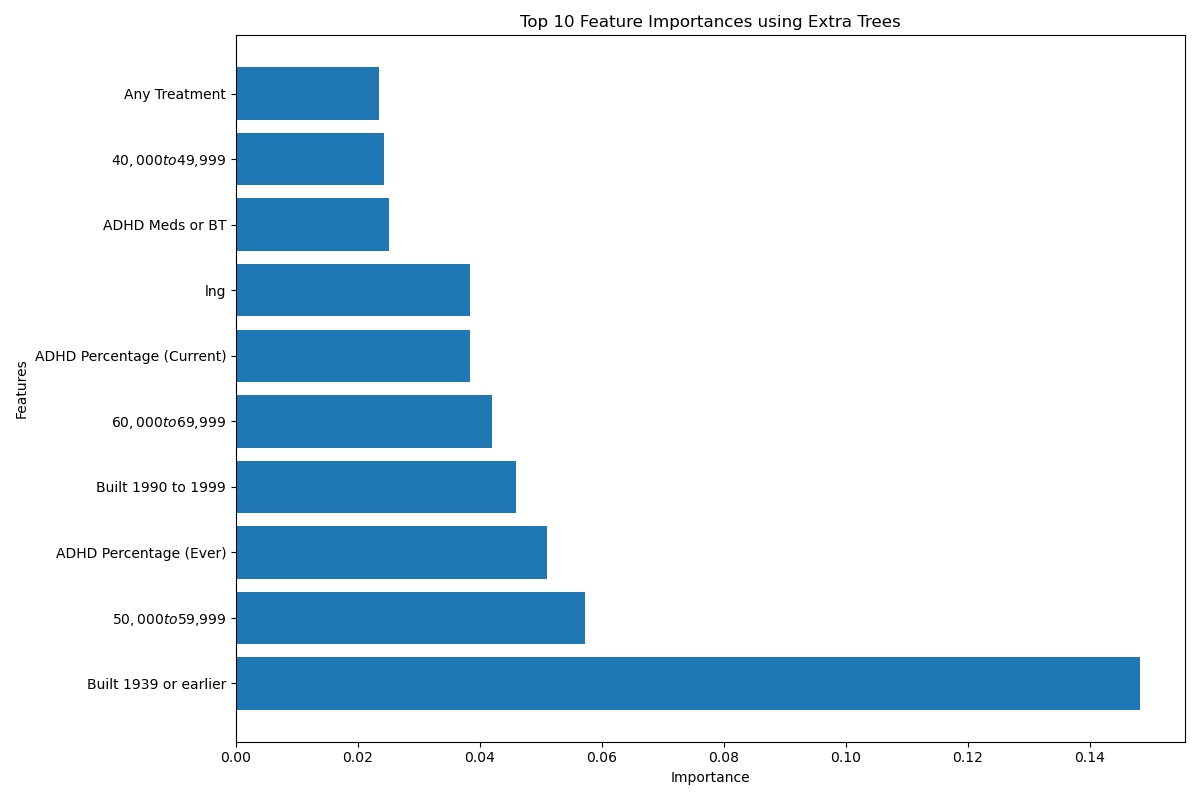 Top 10 Feature Importances using Extra Trees
Any Treatment
40,000to49,999
ADHD Meds or BT
lng
ADHD Percentage (Current)
60,000to69,999
Built 1990 to 1999
ADHD Percentage (Ever)
50,000to59,999
Built 1939 or earlier
Features
0.00 0.02 0.04 0.06 0.08 0.10 0.12 0.14
Importance